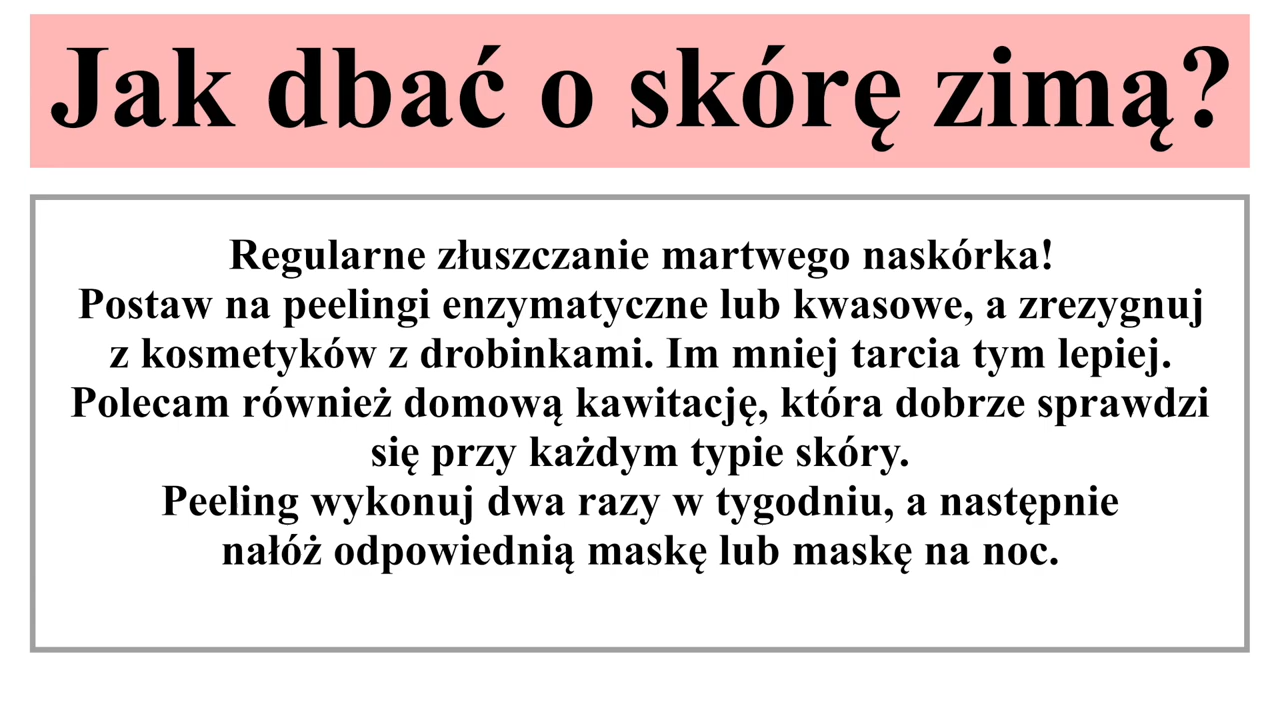 Jak dbać o skórę zimą?
Regularne złuszczanie martwego naskórka!
Postaw na peelingi enzymatyczne lub kwasowe, a zrezygnuj
z kosmetyków z drobinkami. Im mniej tarcia tym lepiej.
Polecam również domową kawitację, która dobrze sprawdzi
się przy każdym typie skóry.
Peeling wykonuj dwa razy w tygodniu, a następnie
nałóż odpowiednią maskę lub maskę na noc.